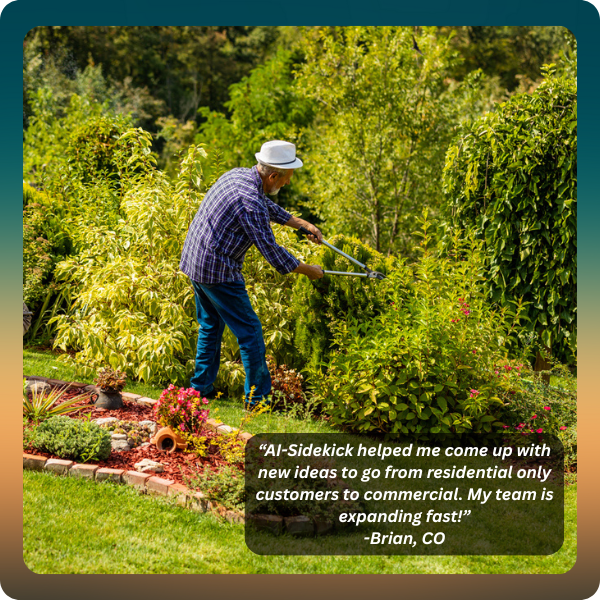 “AI-Sidekick helped me come up with
new ideas to go from residential only
customers to commercial. My team is
expanding fast!”
-Brian, CO